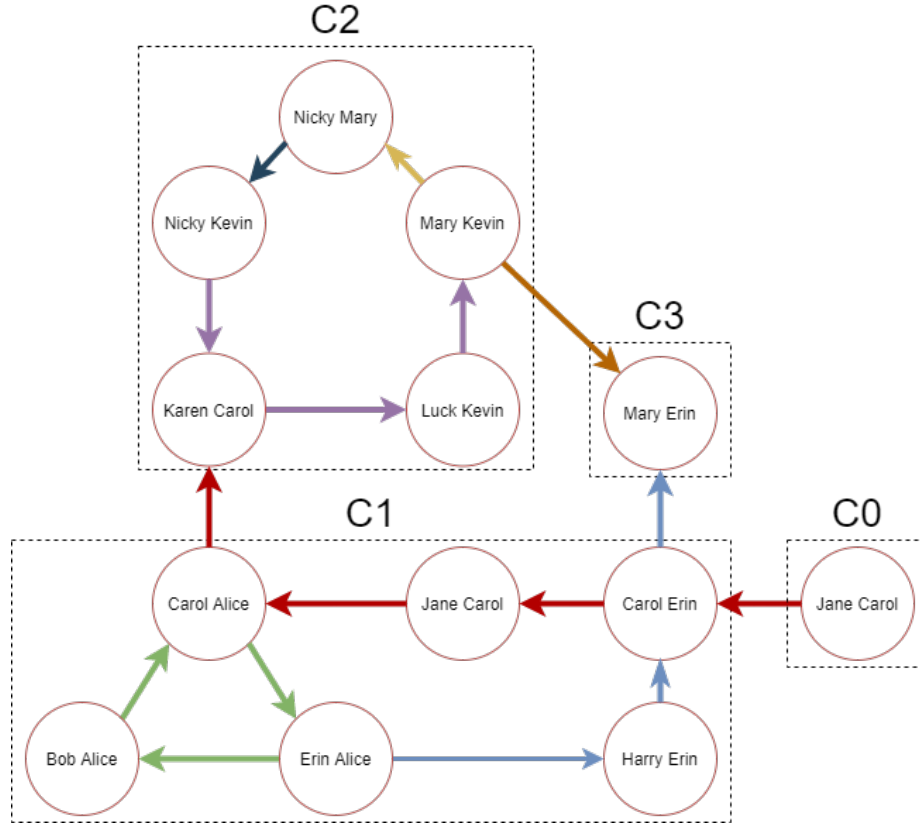 C2
Nicky Mary
Nicky Kevin
Mary Kevin
C3
Karen Carol
Luck Kevin
Mary Erin
C1
C0
Carol Alice
Jane Carol
Carol Erin
Jane Carol
Bob Alice
Erin Alice
Harry Erin